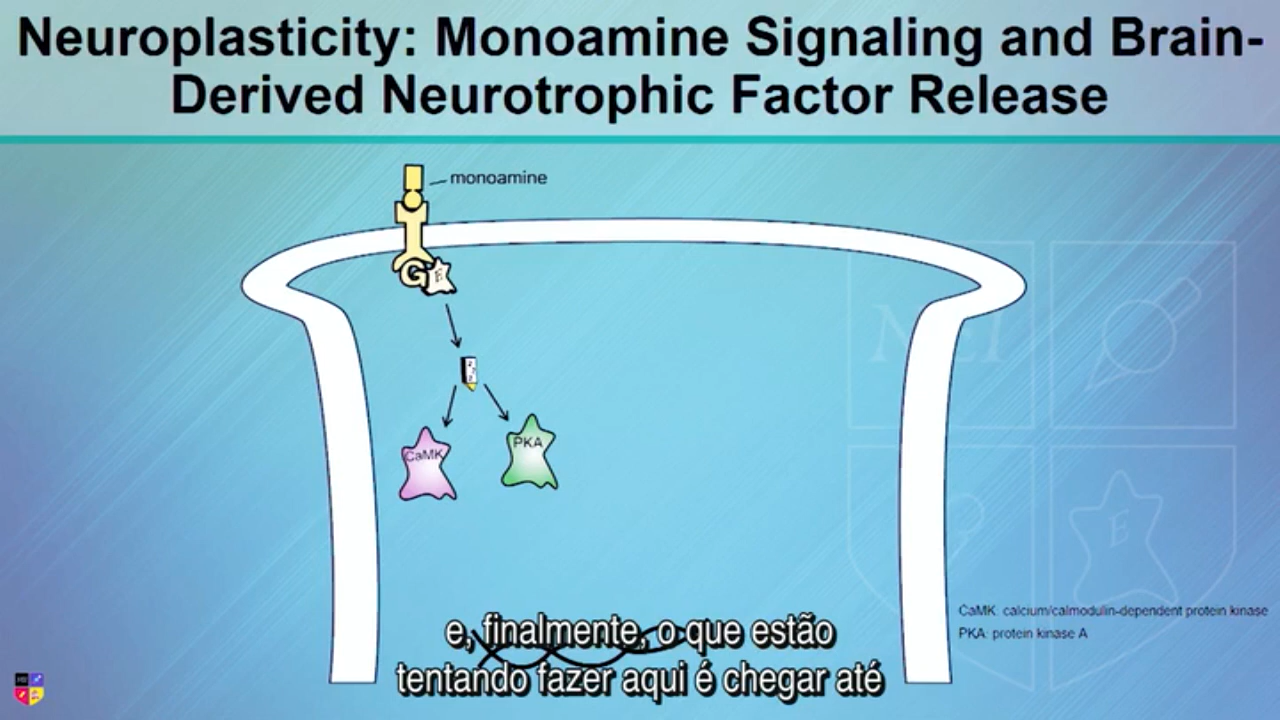 Neuroplasticity: Monoamine Signaling and Brain-
Derived Neurotrophic Factor Release
monoamine
G
E
CaMK
PKA
E
CaMK: calcium/calmodulin-dependent protein kinase
PKA: protein kinase A
e, finalmente, o que estão
tentando fazer aqui é chegar até